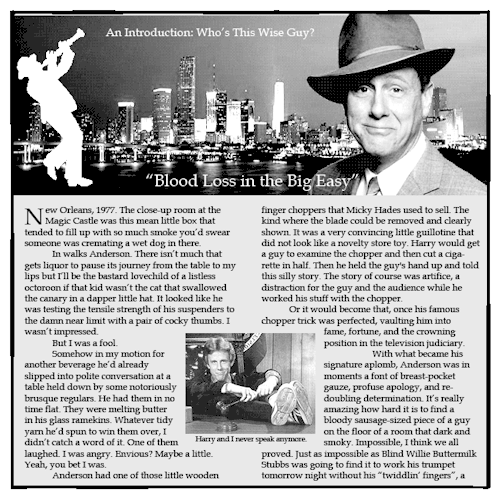 An Introduction: Who's This Wise Guy?
"Blood Loss in the Big Easy"
New Orleans, 1977. The close-up room at the
Magic Castle was this mean little box that
tended to fill up with so much smoke you'd swear
someone was cremating a wet dog in there.
In walks Anderson. There isn't much that
gets liquor to pause its journey from the table to my
lips but I'll be the bastard lovechild of a listless
octoroon if that kid wasn't the cat that swallowed
the canary in a dapper little hat. It looked like he
was testing the tensile strength of his suspenders to
the damn near limit with a pair of cocky thumbs. I
wasn't impressed.
But I was a fool.
Somehow in my motion for
another beverage he'd already
slipped into polite conversation at a
table held down by some notoriously
brusque regulars. He had them in no
time flat. They were melting butter
in his glass ramekins. Whatever tidy
yarn he'd spun to win them over, I
didn't catch a word of it. One of them
laughed. I was angry. Envious? Maybe a little.
Yeah, you bet I was.
Anderson had one of those little wooden
finger choppers that Micky Hades used to sell. The
kind where the blade could be removed and clearly
shown. It was a very convincing little guillotine that
did not look like a novelty store toy. Harry would get
a guy to examine the chopper and then cut a ciga-
rette in half. Then he held the guy's hand up and told
this silly story. The story of course was artifice, a
distraction for the guy and the audience while he
worked his stuff with the chopper.
Or it would become that, once his famous
chopper trick was perfected, vaulting him into
fame, fortune, and the crowning
position in the television judiciary.
With what became his
signature aplomb, Anderson was in
moments a font of breast-pocket
gauze, profuse apology, and re-
doubling determination. It's really
amazing how hard it is to find a
bloody sausage-sized piece of a guy
on the floor of a room that dark and
smoky. Impossible, I think we all
proved. Just as impossible as Blind Willie Buttermilk
Stubbs was going to find it to work his trumpet
tomorrow night without his "twiddlin' fingers", a
Harry and I never speak anymore.